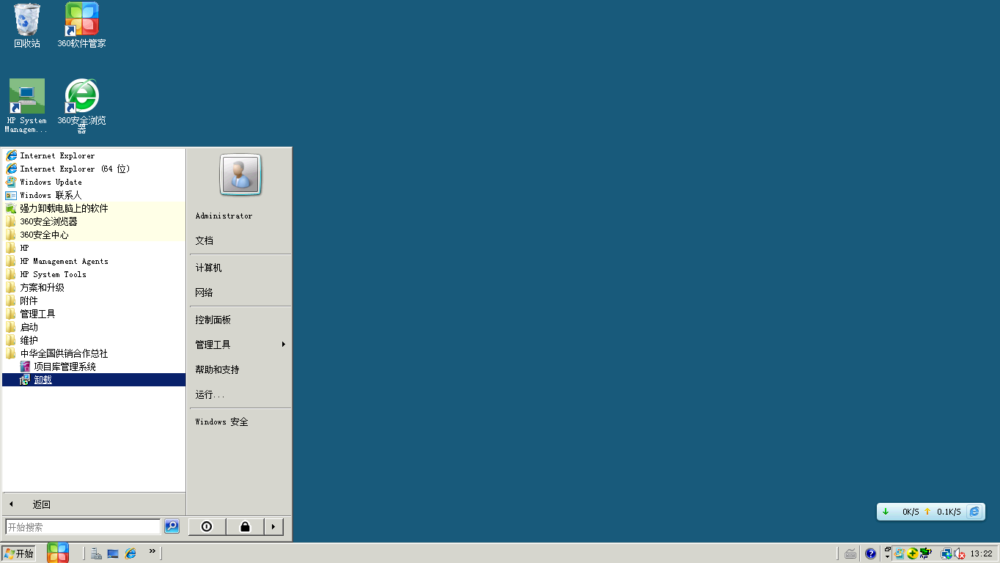 回收站
360软件管家
HP System
Managem...
360安全浏览
器
Internet Explorer
Internet Explorer (64 位)
Windows Update
Windows 联系人
强力卸载电脑上的软件
360安全浏览器
360安全中心
HP
HP Management Agents
HP System Tools
方案和升级
附件
管理工具
启动
维护
中华全国供销合作总社
项目库管理系统
卸载
返回
开始搜索
Administrator
文档
计算机
网络
控制面板
管理工具
帮助和支持
运行...
Windows 安全
0K/S
0.1K/S
开始
13:22